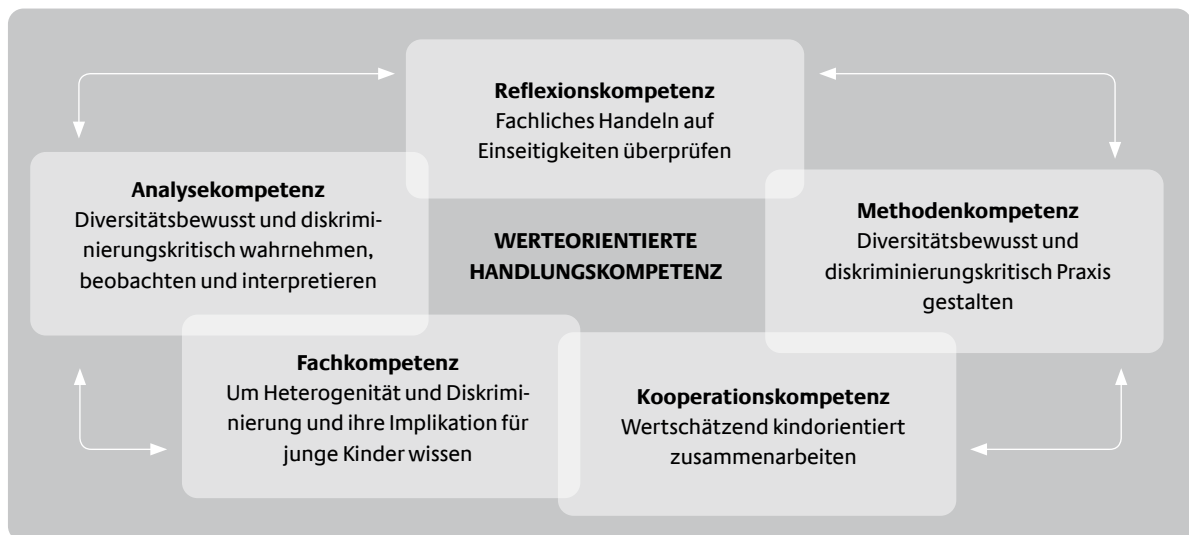 Reflexionskompetenz
Fachliches Handeln auf
Einseitigkeiten überprüfen
Analysekompetenz
Diversitätsbewusst und diskrimi-
nierungskritisch wahrnehmen,
beobachten und interpretieren
WERTEORIENTIERTE
HANDLUNGSKOMPETENZ
Methodenkompetenz
Diversitätsbewusst und
diskriminierungskritisch Praxis
gestalten
Fachkompetenz
Um Heterogenität und Diskrimi-
nierung und ihre Implikation für
junge Kinder wissen
Kooperationskompetenz
Wertschätzend kindorientiert
zusammenarbeiten